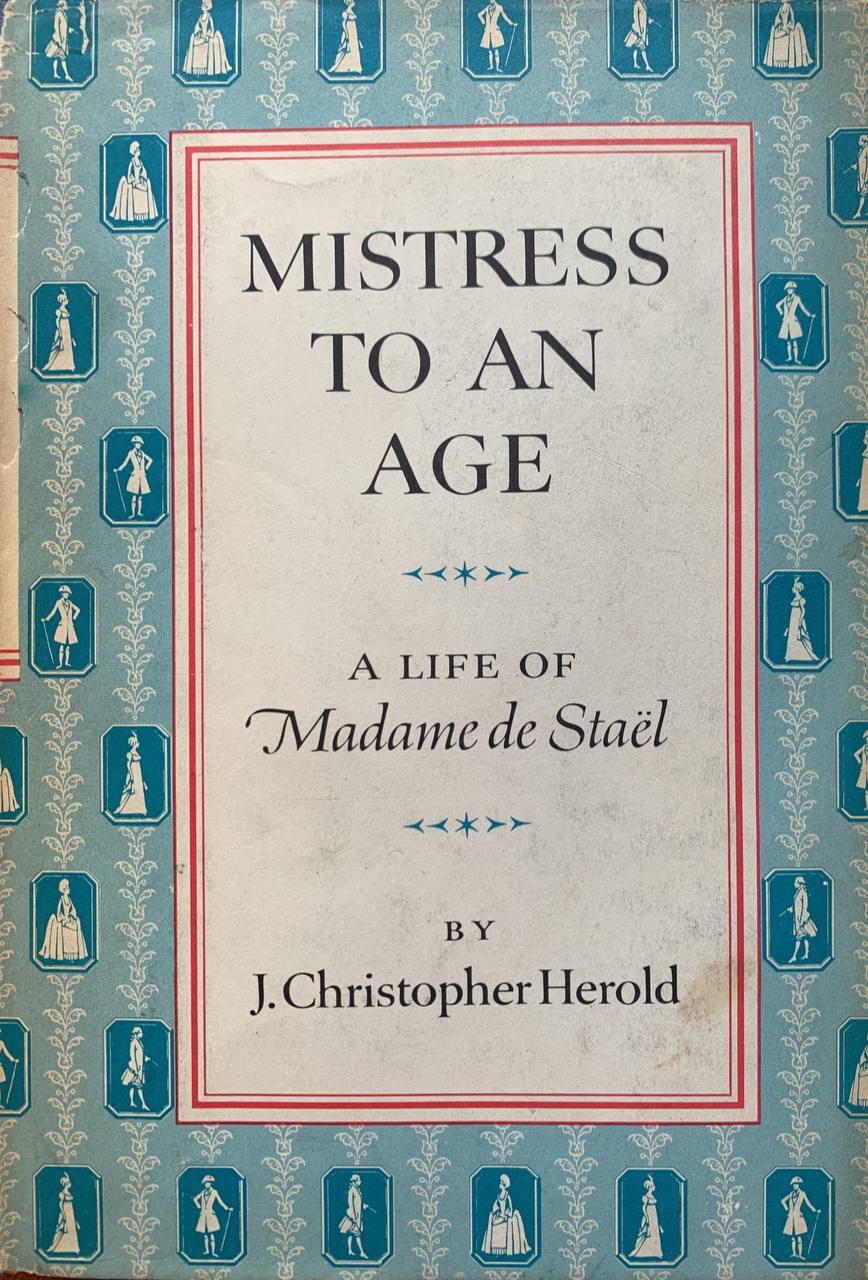 MISTRESS
TO AN
AGE
A LIFE OF
Madame de Staël
BY
J. Christopher Herold